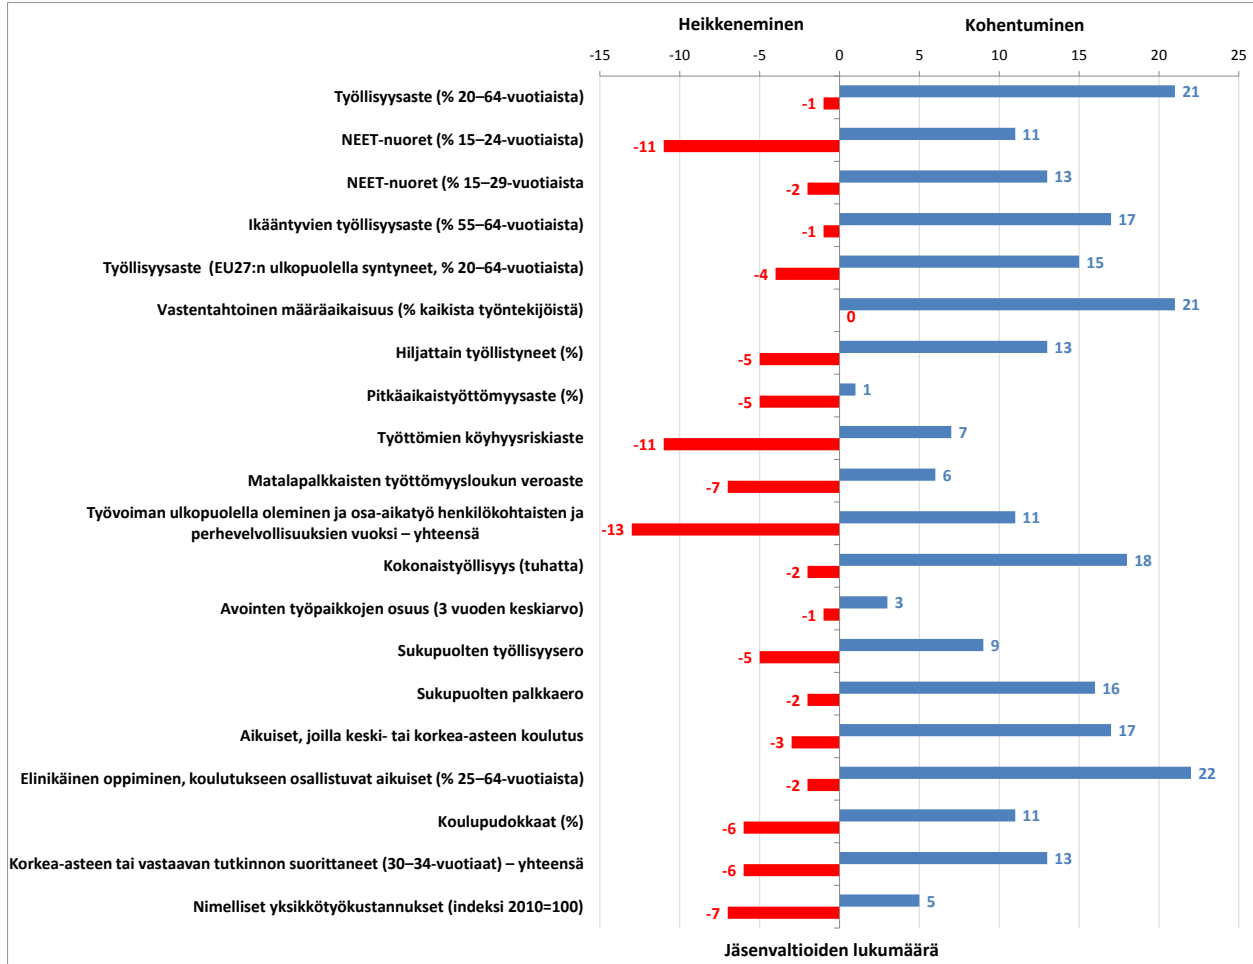 Heikkeneminen Kohentuminen
-15 -10 -5 0 5 10 15 20 25
Työllisyysaste (% 20–64-vuotiaista) -1 21
NEET-nuoret (% 15–24-vuotiaista) -11 11
NEET-nuoret (% 15–29-vuotiaista -2 13
Ikääntyvien työllisyysaste (% 55–64-vuotiaista) -1 17
Työllisyysaste (EU27:n ulkopuolella syntyneet, % 20–64-vuotiaista) -4 15
Vastentahtoinen määräaikaisuus (% kaikista työntekijöistä) 0 21
Hiljattain työllistyneet (%) -5 13
Pitkäaikaistyöttömyysaste (%) -5 1
Työttömien köyhyysriskiaste -11 7
Matalapalkkaisten työttömyysloukun veroaste -7 6
Työvoiman ulkopuolella oleminen ja osa-aikatyö henkilökohtaisten ja
perhevelvollisuuksien vuoksi – yhteensä -13 11
Kokonaistyöllisyys (tuhatta) -2 18
Avointen työpaikkojen osuus (3 vuoden keskiarvo) -1 3
Sukupuolten työllisyysero -5 9
Sukupuolten palkkaero -2 16
Aikuiset, joilla keski- tai korkea-asteen koulutus -3 17
Elinikäinen oppiminen, koulutukseen osallistuvat aikuiset (% 25–64-vuotiaista) -2 22
Koulupudokkaat (%) -6 11
Korkea-asteen tai vastaavan tutkinnon suorittaneet (30–34-vuotiaat) – yhteensä -6 13
Nimelliset yksikkötyökustannukset (indeksi 2010=100) -7 5
Jäsenvaltioiden lukumäärä